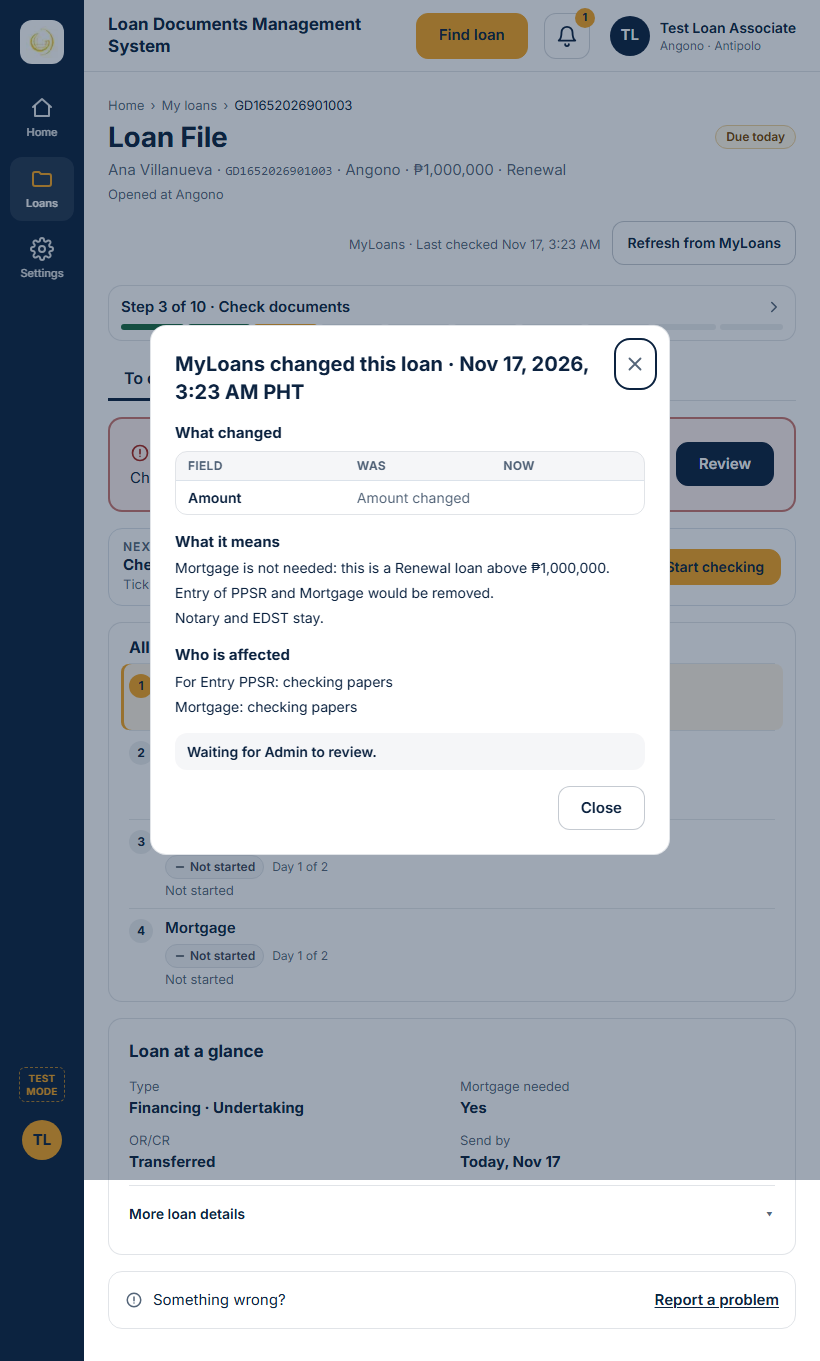 Loan Documents Management
System
Find loan
1
TL
Test Loan Associate
Angono · Antipolo
Home
Loans
Settings
TEST
MODE
TL
Home › My loans › GD1652026901003
Loan File
Due today
Ana Villanueva · GD1652026901003 · Angono · ₱1,000,000 · Renewal
Opened at Angono
MyLoans · Last checked Nov 17, 3:23 AM
Refresh from MyLoans
Step 3 of 10 · Check documents
To
Review
Start checking
All
1
2
3
MyLoans changed this loan · Nov 17, 2026,
3:23 AM PHT
What changed
FIELD WAS NOW
Amount Amount changed
What it means
Mortgage is not needed: this is a Renewal loan above ₱1,000,000.
Entry of PPSR and Mortgage would be removed.
Notary and EDST stay.
Who is affected
For Entry PPSR: checking papers
Mortgage: checking papers
Waiting for Admin to review.
Close
Not started Day 1 of 2
Not started
4 Mortgage
Not started Day 1 of 2
Not started
Loan at a glance
Type
Financing · Undertaking
Mortgage needed
Yes
OR/CR
Transferred
Send by
Today, Nov 17
More loan details
Something wrong?
Report a problem